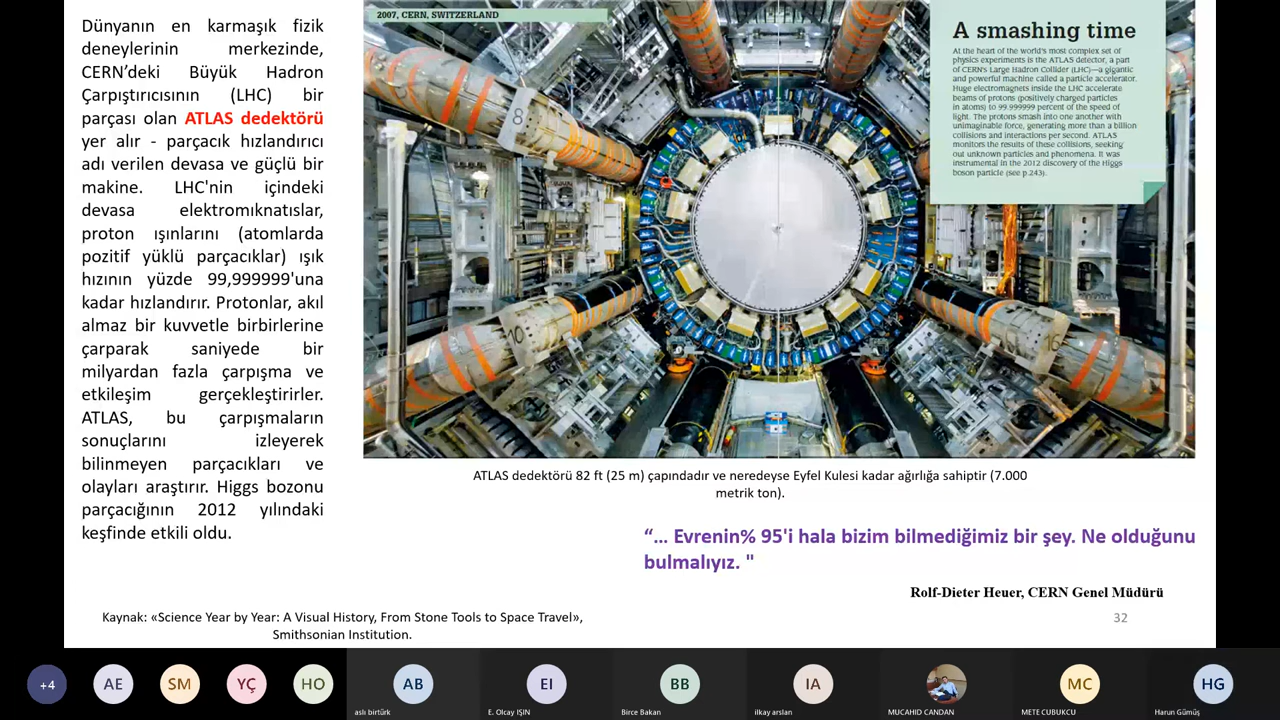 Dünyanın en karmaşık fizik
deneylerinin merkezinde,
CERN’deki Büyük Hadron
Çarpıştırıcısının (LHC) bir
parçası olan ATLAS dedektörü
yer alır - parçacık hızlandırıcı
adı verilen devasa ve güçlü bir
makine. LHC'nin içindeki
devasa elektromıknatıslar,
proton ışınlarını (atomlarda
pozitif yüklü parçacıklar) ışık
hızının yüzde 99,999999'una
kadar hızlandırır. Protonlar, akıl
almaz bir kuvvetle birbirlerine
çarparak saniyede bir
milyardan fazla çarpışma ve
etkileşim gerçekleştirirler.
ATLAS, bu çarpışmaların
sonuçlarını izleyerek
bilinmeyen parçacıkları ve
olayları araştırır. Higgs bozonu
parçacığının 2012 yılındaki
keşfinde etkili oldu.
2007, CERN, SWITZERLAND
A smashing time
At the heart of the world's most complex set of
physics experiments is the ATLAS detector, a part
of CERN's Large Hadron Collider (LHC)—a gigantic
and powerful machine called a particle accelerator.
Huge electromagnets inside the LHC accelerate
beams of protons (positively charged particles
in atoms) to 99.999999 percent of the speed of
light. The protons smash into one another with
unimaginable force, generating more than a billion
collisions and interactions per second. ATLAS
monitors the results of these collisions, seeking
out unknown particles and phenomena. It was
instrumental in the 2012 discovery of the Higgs
boson particle (see p.243).
8
10
16
ATLAS dedektörü 82 ft (25 m) çapındadır ve neredeyse Eyfel Kulesi kadar ağırlığa sahiptir (7.000
metrik ton).
“... Evrenin% 95'i hala bizim bilmediğimiz bir şey. Ne olduğunu
bulmalıyız. "
Rolf-Dieter Heuer, CERN Genel Müdürü
Kaynak: «Science Year by Year: A Visual History, From Stone Tools to Space Travel»,
Smithsonian Institution.
32
+4
AE
SM
YÇ
HO
AB
EI
BB
IA
MC
HG
aslı birtürk
E. Olcay IŞIN
Birce Bakan
ilkay arslan
MUCAHID CANDAN
METE CUBUKCU
Harun Gümüş